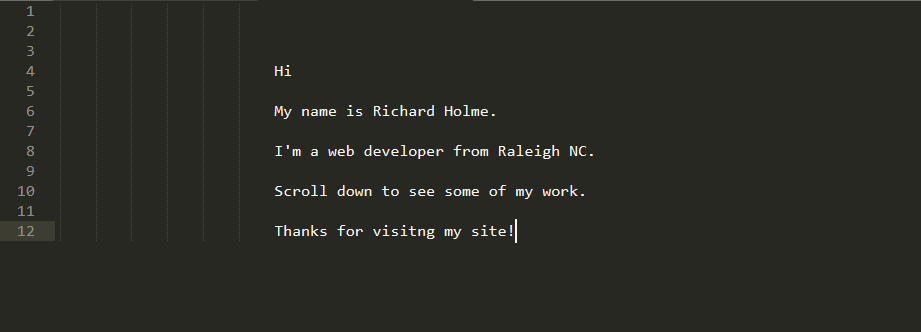 1
2
3
4 Hi
5
6 My name is Richard Holme.
7
8 I'm a web developer from Raleigh NC.
9
10 Scroll down to see some of my work.
11
12 Thanks for visitng my site!